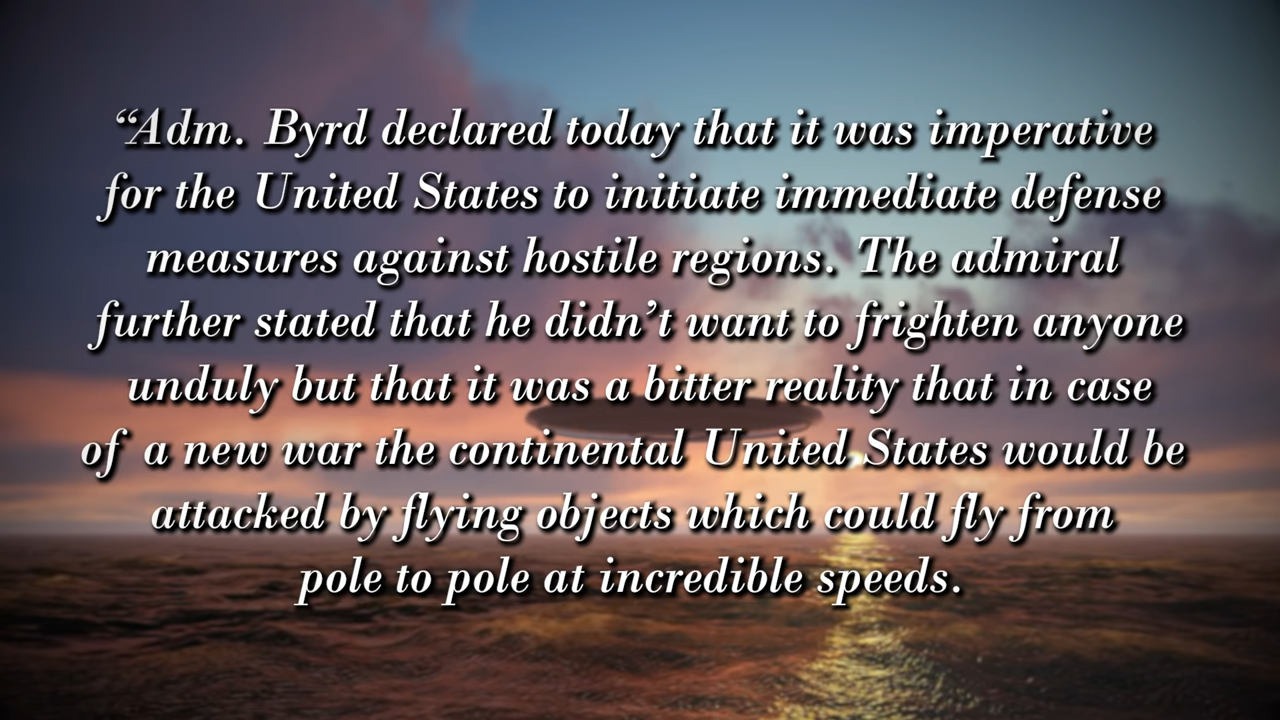 “Adm. Byrd declared today that it was imperative
for the United States to initiate immediate defense
measures against hostile regions. The admiral
further stated that he didn’t want to frighten anyone
unduly but that it was a bitter reality that in case
of a new war the continental United States would be
attacked by flying objects which could fly from
pole to pole at incredible speeds.